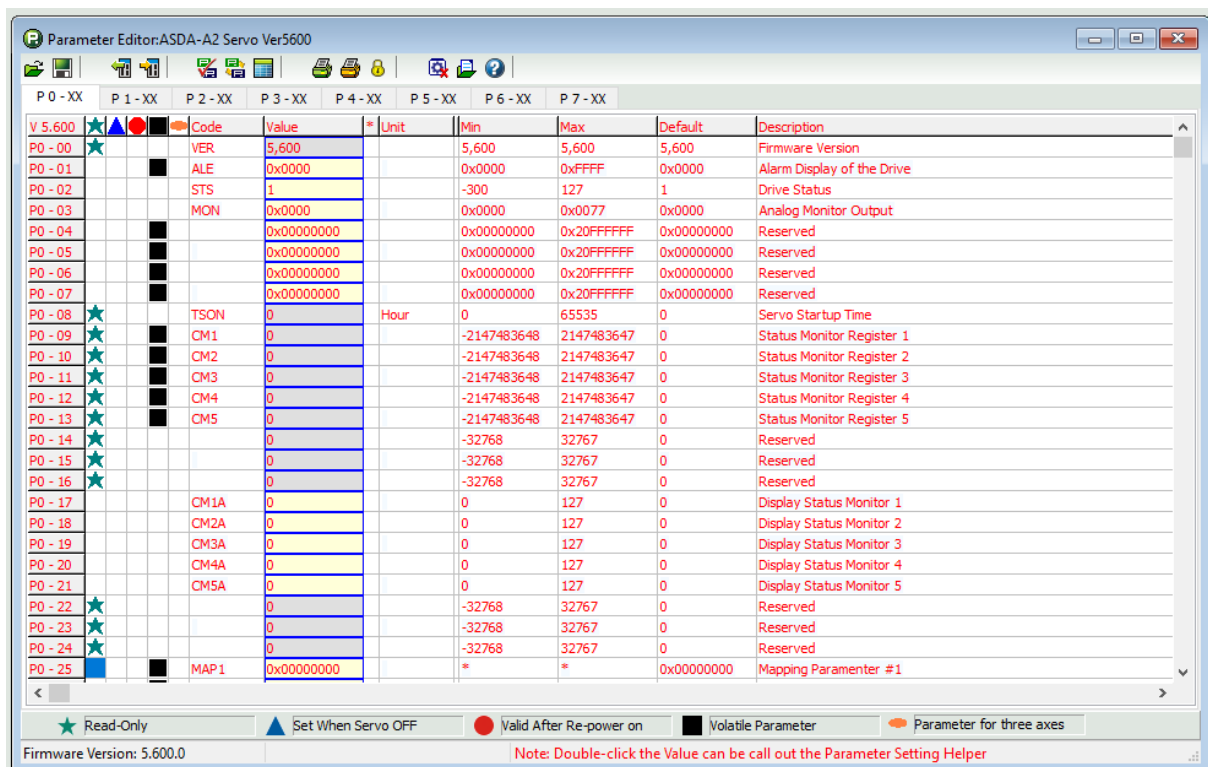 Parameter Editor:ASDA-A2 Servo Ver5600
P 0 - XX P 1 - XX P 2 - XX P 3 - XX P 4 - XX P 5 - XX P 6 - XX P 7 - XX
V 5.600 Code Value * Unit Min Max Default Description
P0 - 00 VER 5,600 5,600 5,600 5,600 Firmware Version
P0 - 01 ALE 0x0000 0x0000 0xFFFF 0x0000 Alarm Display of the Drive
P0 - 02 STS 1 -300 127 1 Drive Status
P0 - 03 MON 0x0000 0x0000 0x0077 0x0000 Analog Monitor Output
P0 - 04 0x00000000 0x00000000 0x20FFFFFF 0x00000000 Reserved
P0 - 05 0x00000000 0x00000000 0x20FFFFFF 0x00000000 Reserved
P0 - 06 0x00000000 0x00000000 0x20FFFFFF 0x00000000 Reserved
P0 - 07 0x00000000 0x00000000 0x20FFFFFF 0x00000000 Reserved
P0 - 08 TSON 0 Hour 0 65535 0 Servo Startup Time
P0 - 09 CM1 0 -2147483648 2147483647 0 Status Monitor Register 1
P0 - 10 CM2 0 -2147483648 2147483647 0 Status Monitor Register 2
P0 - 11 CM3 0 -2147483648 2147483647 0 Status Monitor Register 3
P0 - 12 CM4 0 -2147483648 2147483647 0 Status Monitor Register 4
P0 - 13 CM5 0 -2147483648 2147483647 0 Status Monitor Register 5
P0 - 14 0 -32768 32767 0 Reserved
P0 - 15 0 -32768 32767 0 Reserved
P0 - 16 0 -32768 32767 0 Reserved
P0 - 17 CM1A 0 0 127 0 Display Status Monitor 1
P0 - 18 CM2A 0 0 127 0 Display Status Monitor 2
P0 - 19 CM3A 0 0 127 0 Display Status Monitor 3
P0 - 20 CM4A 0 0 127 0 Display Status Monitor 4
P0 - 21 CM5A 0 0 127 0 Display Status Monitor 5
P0 - 22 0 -32768 32767 0 Reserved
P0 - 23 0 -32768 32767 0 Reserved
P0 - 24 0 -32768 32767 0 Reserved
P0 - 25 MAP1 0x00000000 * * 0x00000000 Mapping Paramenter #1
Read-Only Set When Servo OFF Valid After Re-power on Volatile Parameter Parameter for three axes
Firmware Version: 5.600.0 Note: Double-click the Value can be call out the Parameter Setting Helper